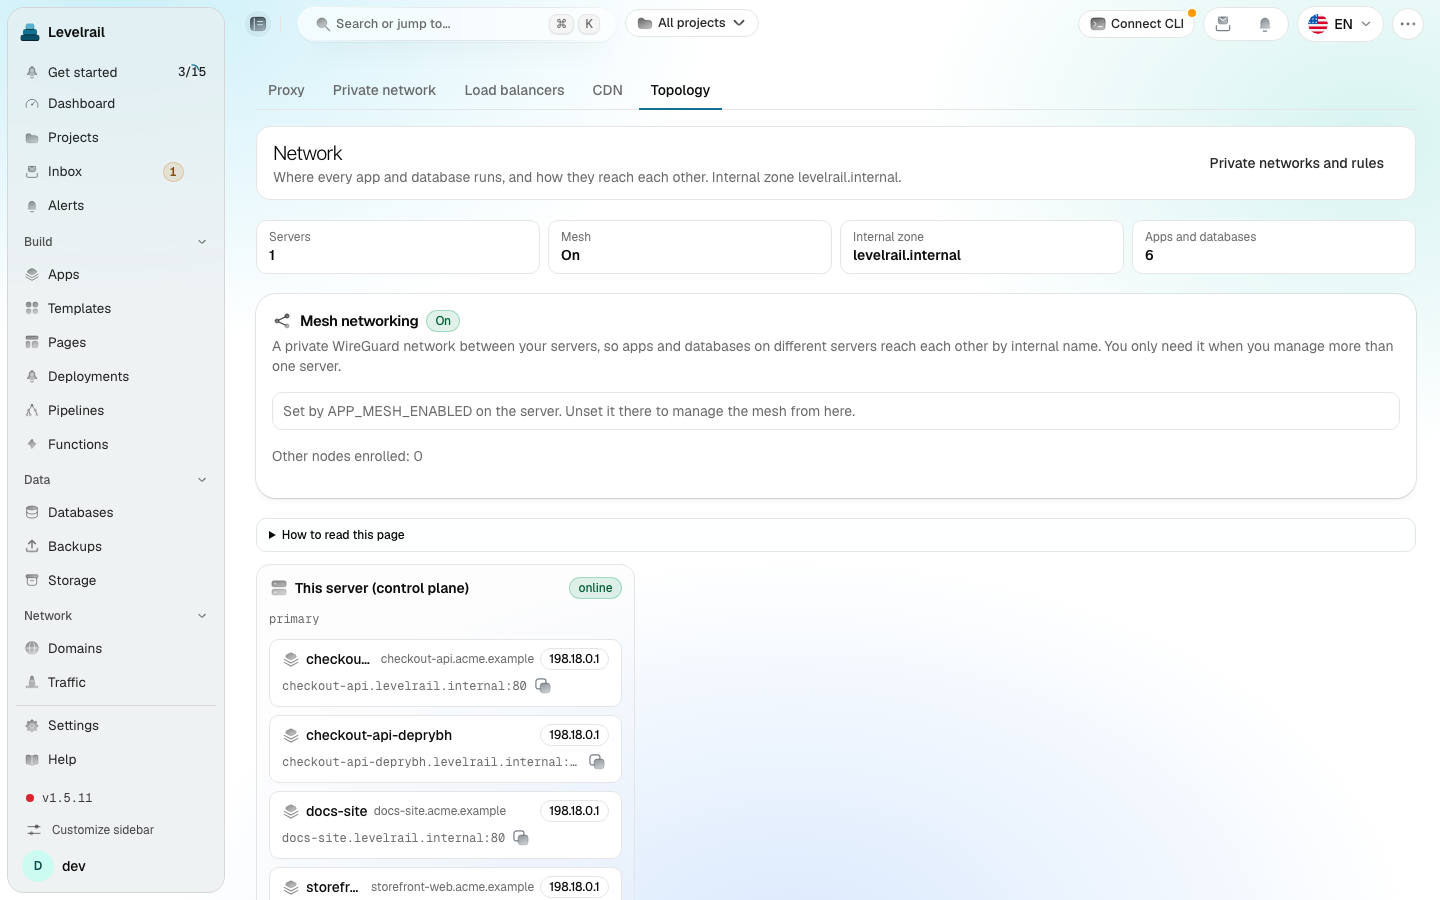 Levelrail
Get started 3/15
Dashboard
Projects
Inbox 1
Alerts
Build
Apps
Templates
Pages
Deployments
Pipelines
Functions
Data
Databases
Backups
Storage
Network
Domains
Traffic
Settings
Help
v1.5.11
Customize sidebar
D dev
Search or jump to... ⌘ K
All projects
Connect CLI
EN
Proxy Private network Load balancers CDN Topology
Network
Where every app and database runs, and how they reach each other. Internal zone levelrail.internal.
Private networks and rules
Servers
1
Mesh
On
Internal zone
levelrail.internal
Apps and databases
6
Mesh networking On
A private WireGuard network between your servers, so apps and databases on different servers reach each other by internal name. You only need it when you manage more than
one server.
Set by APP_MESH_ENABLED on the server. Unset it there to manage the mesh from here.
Other nodes enrolled: 0
How to read this page
This server (control plane) online
primary
checkou... checkout-api.acme.example 198.18.0.1
checkout-api.levelrail.internal:80
checkout-api-deprybh 198.18.0.1
checkout-api-deprybh.levelrail.internal:...
docs-site docs-site.acme.example 198.18.0.1
docs-site.levelrail.internal:80
storefr... storefront-web.acme.example 198.18.0.1